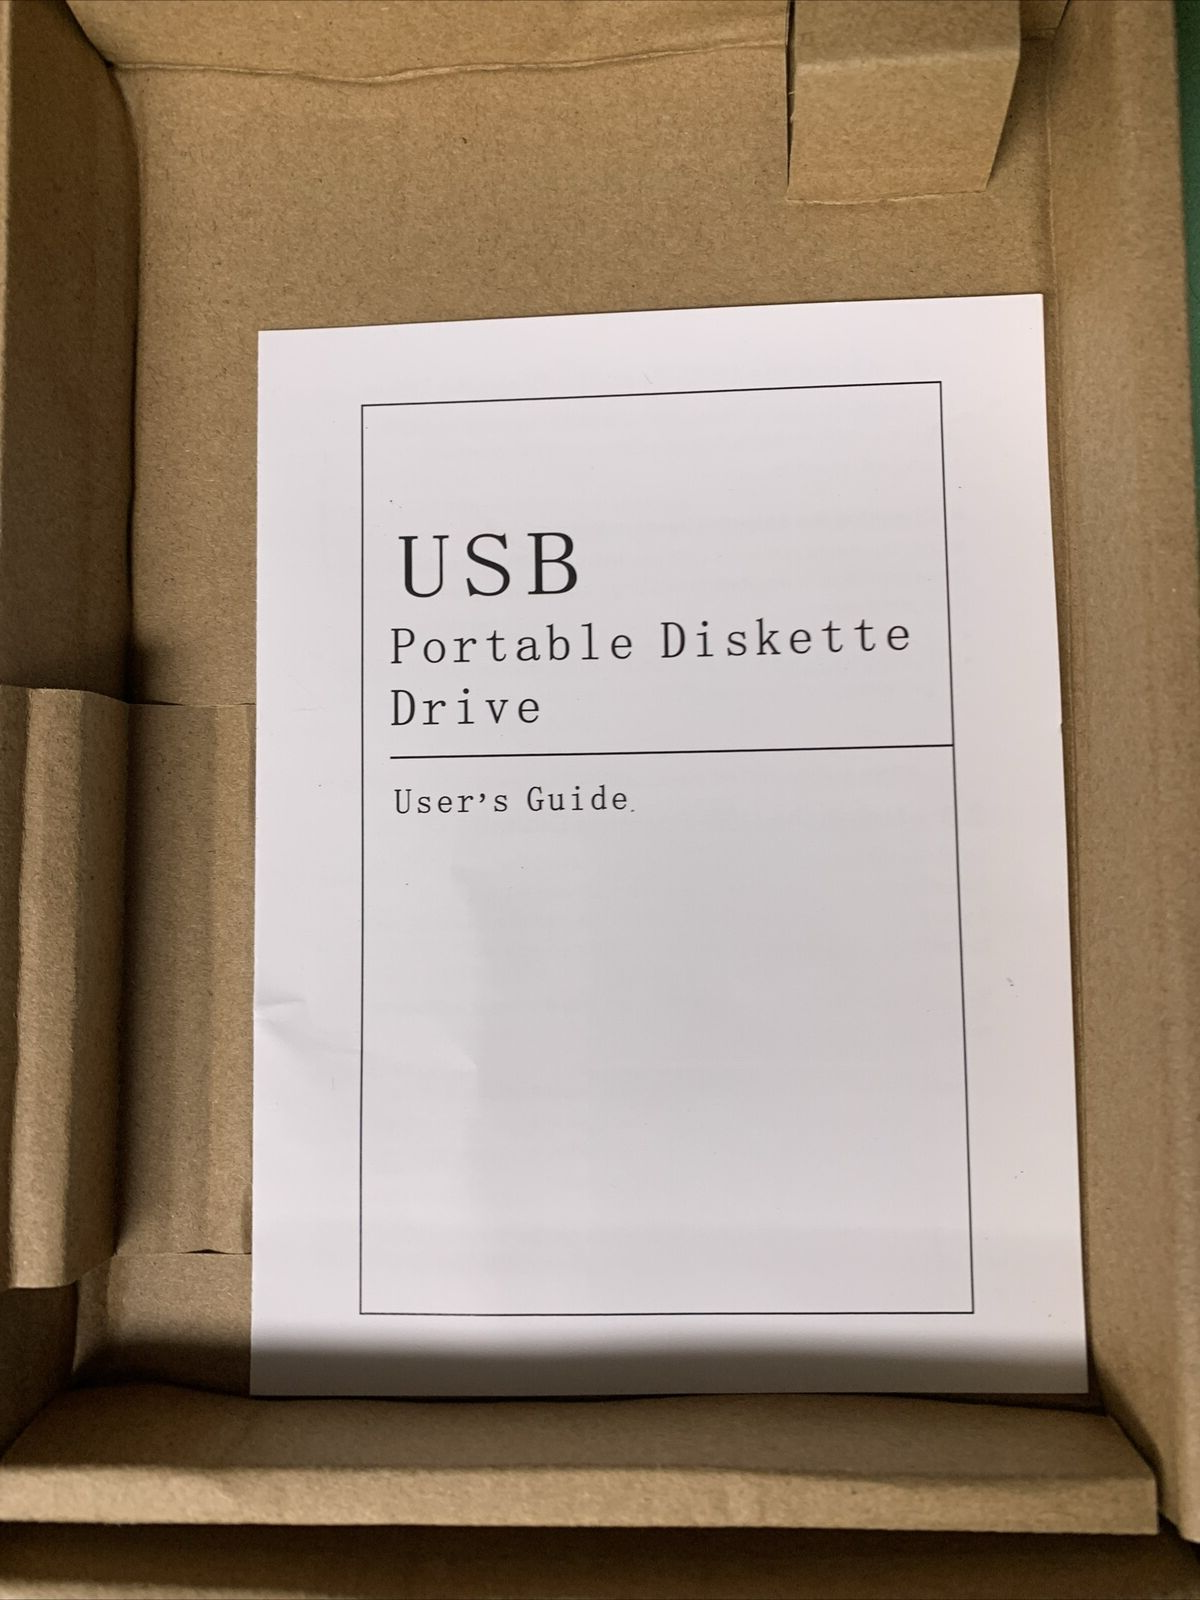 USB
Portable Diskette
Drive
User’s Guide.